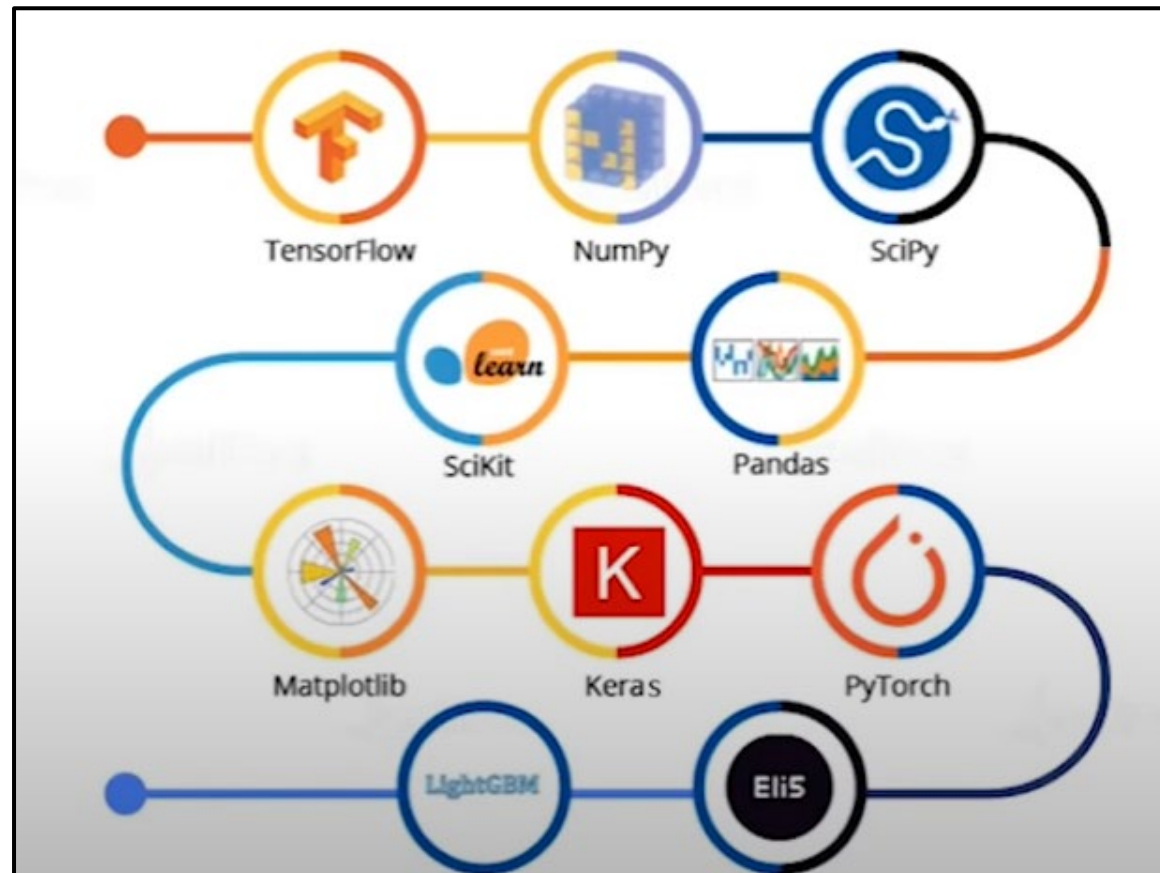 TensorFlow
NumPy
SciPy
learn
SciKit
Pandas
Matplotlib
K
Keras
PyTorch
LightGBM
Eli5